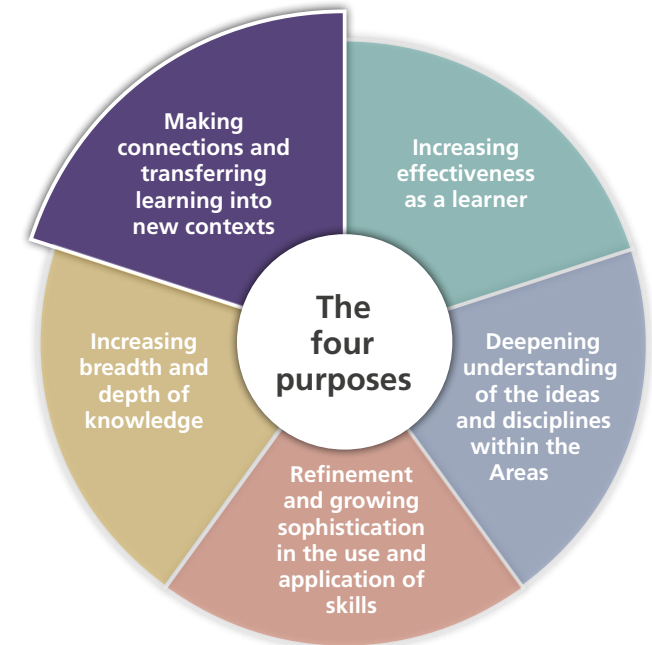 Making
connections and
transferring
learning into
new contexts
Increasing
effectiveness
as a learner
Deepening
understanding
of the ideas
and disciplines
within the
Areas
Refinement
and growing
sophistication
in the use and
application of
skills
Increasing
breadth and
depth of
knowledge
The
four
purposes